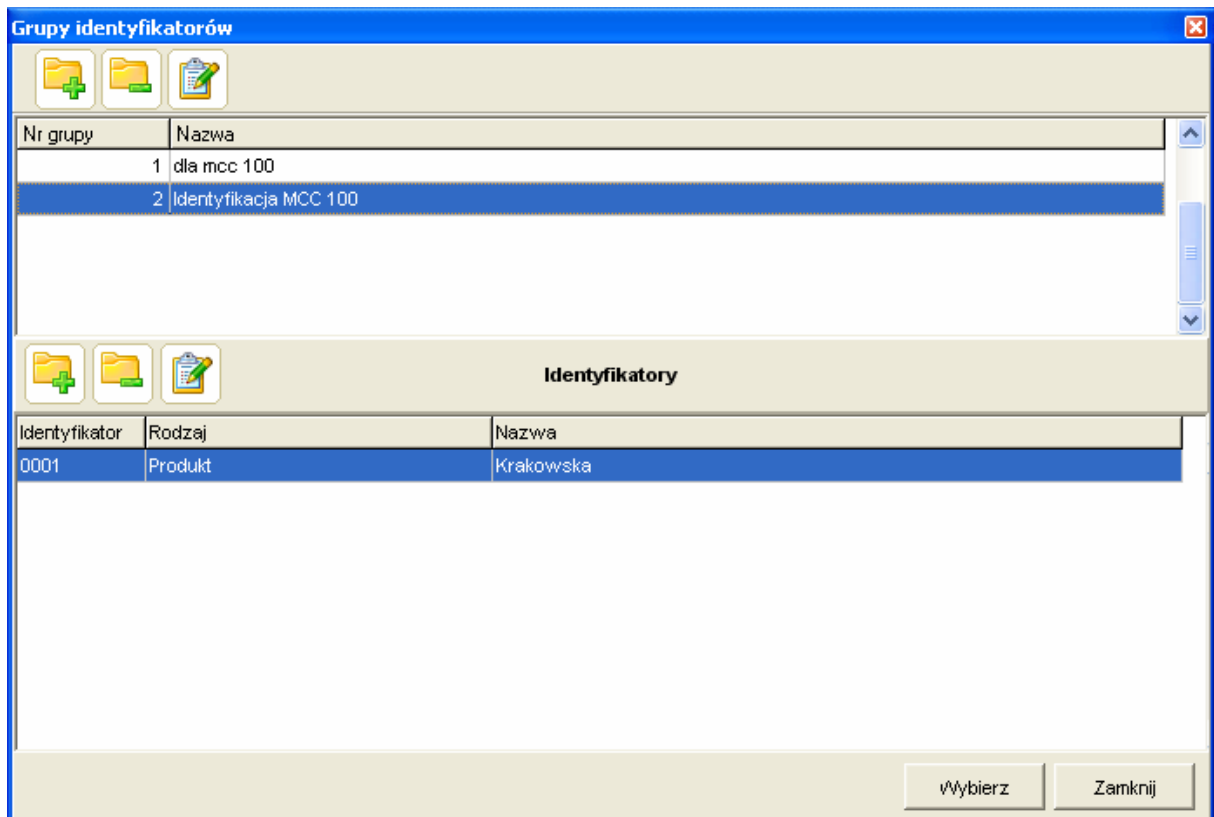 Grupy identyfikatorów
Nr grupy Nazwa
1 dla mcc 100
2 Identyfikacja MCC 100
Identyfikatory
Identyfikator Rodzaj Nazwa
0001 Produkt Krakowska
Wybierz Zamknij